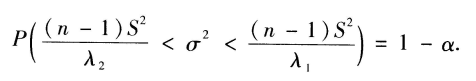 P((n - 1)S²/λ₂ < σ² < (n - 1)S²/λ₁) = 1 - α.